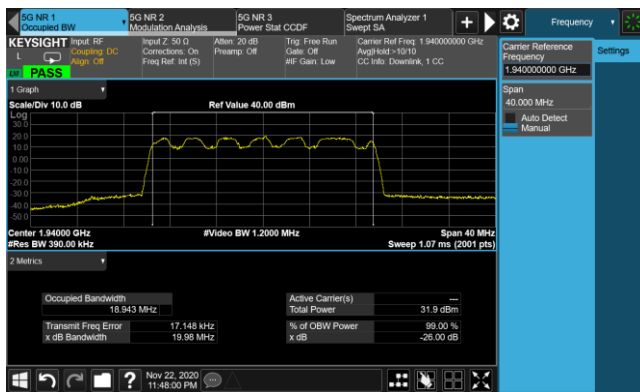 5G NR 1
Occupied BW
5G NR 2
Modulation Analysis
5G NR 3
Power Stat CCDF
Spectrum Analyzer 1
Swept SA
Frequency
KEYSIGHT
L
Input: RF
Coupling: DC
Align: Off
Input Z: 50 Ω
Corrections: On
Freq Ref: Int (S)
Atten: 20 dB
Preamp: Off
Trig: Free Run
Gate: Off
#IF Gain: Low
Carrier Ref Freq: 1.940000000 GHz
Avg|Hold:>10/10
CC Info: Downlink, 1 CC
PASS
Carrier Reference
Frequency
1.940000000 GHz
Settings
Span
40.000 MHz
Auto Detect
Manual
1 Graph
Scale/Div 10.0 dB
Ref Value 40.00 dBm
Log
30.0
20.0
10.0
0.00
-10.0
-20.0
-30.0
-40.0
-50.0
Center 1.94000 GHz
#Video BW 1.2000 MHz
Span 40 MHz
#Res BW 390.00 kHz
Sweep 1.07 ms (2001 pts)
2 Metrics
Occupied Bandwidth
18.943 MHz
Active Carrier(s)
---
Total Power
31.9 dBm
Transmit Freq Error
17.148 kHz
% of OBW Power
99.00 %
x dB Bandwidth
19.98 MHz
x dB
-26.00 dB
?
Nov 22, 2020
11:48:00 PM